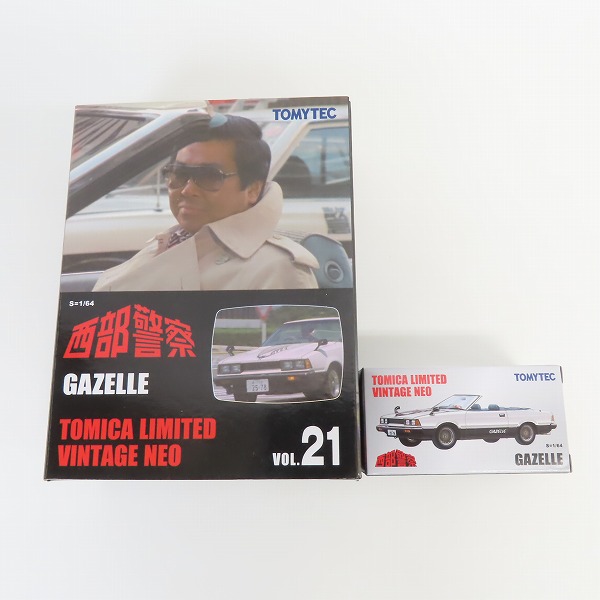 TOMYTEC
S=1/64
西部警察
GAZELLE
TOMICA LIMITED
VINTAGE NEO
VOL.21
TOMICA LIMITED
VINTAGE NEO
TOMYTEC
GAZELLE
S=1/64
西部警察
GAZELLE